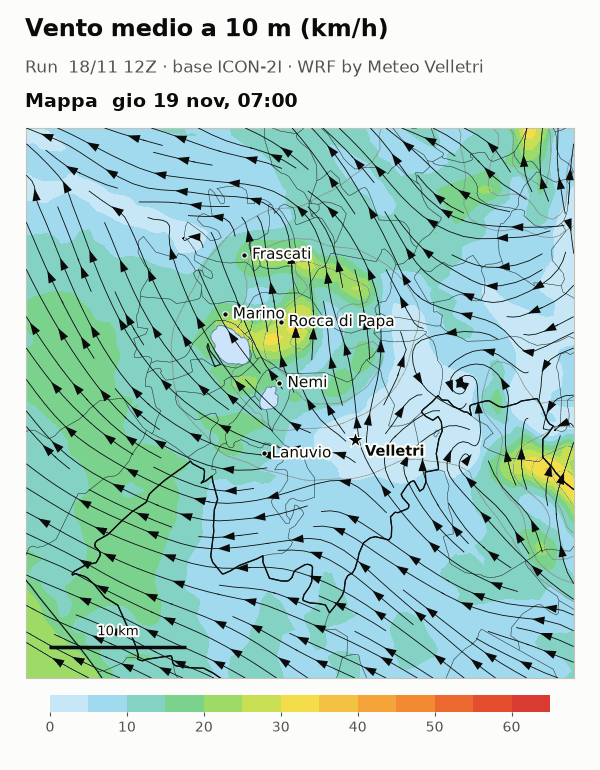 Vento medio a 10 m (km/h)
Run  18/11 12Z · base ICON-2I · WRF by Meteo Velletri
Mappa  gio 19 nov, 07:00
Frascati
Marino
Rocca di Papa
Nemi
Velletri
Lanuvio
10 km
0 10 20 30 40 50 60